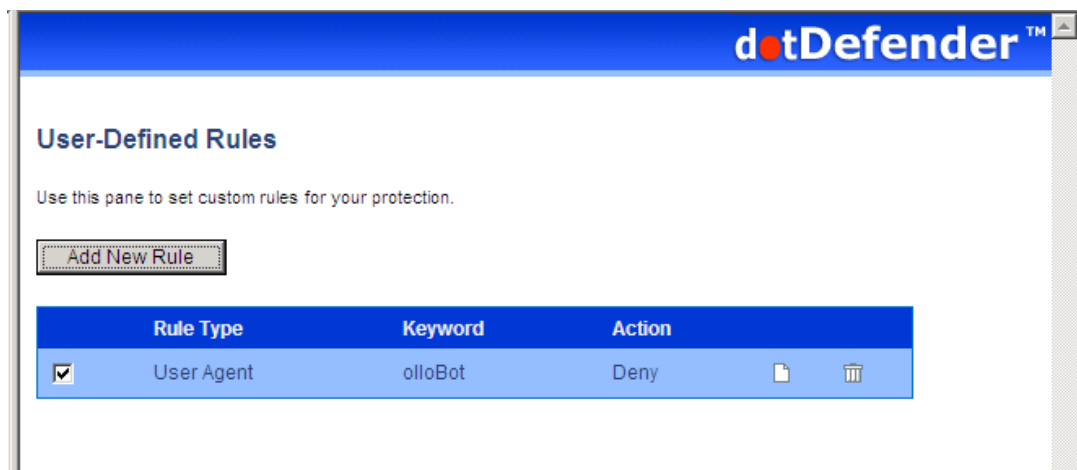 dotDefender™
User-Defined Rules
Use this pane to set custom rules for your protection.
Add New Rule
Rule Type Keyword Action
User Agent olloBot Deny